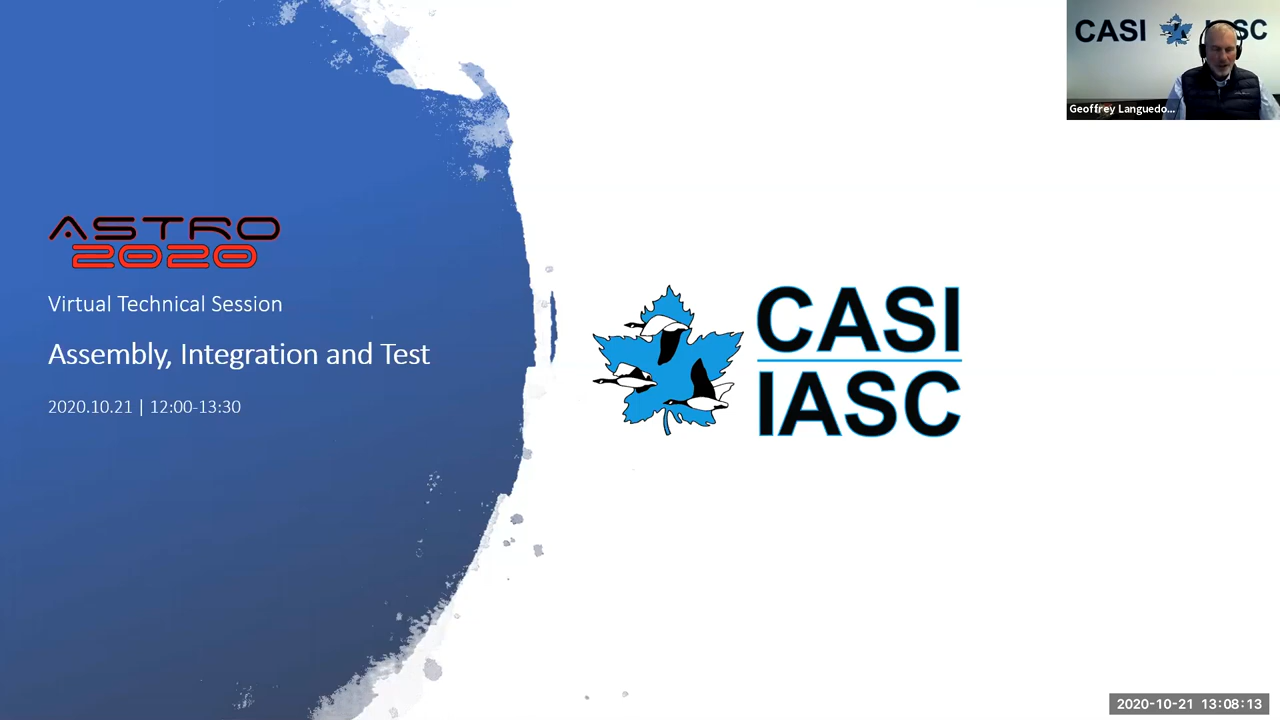 ASTRO
2020
Virtual Technical Session
Assembly, Integration and Test
2020.10.21 | 12:00-13:30
CASI
IASC
CASI IASC
Geoffrey Languedo...
2020-10-21 13:08:13